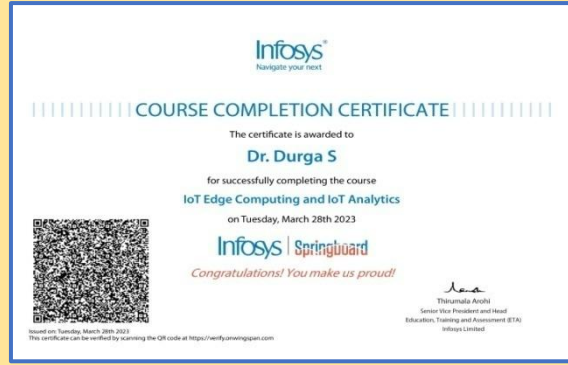 Infosys®
Navigate your next
COURSE COMPLETION CERTIFICATE
The certificate is awarded to
Dr. Durga S
for successfully completing the course
IoT Edge Computing and IoT Analytics
on Tuesday, March 28th 2023
Infosys | Springboard
Congratulations! You make us proud!
Thirumala Arohi
Senior Vice President and Head
Education, Training and Assessment (ETA)
Infosys Limited
Issued on: Tuesday, March 28th 2023
This certificate can be verified by scanning the QR code at https://verify.onwingspan.com